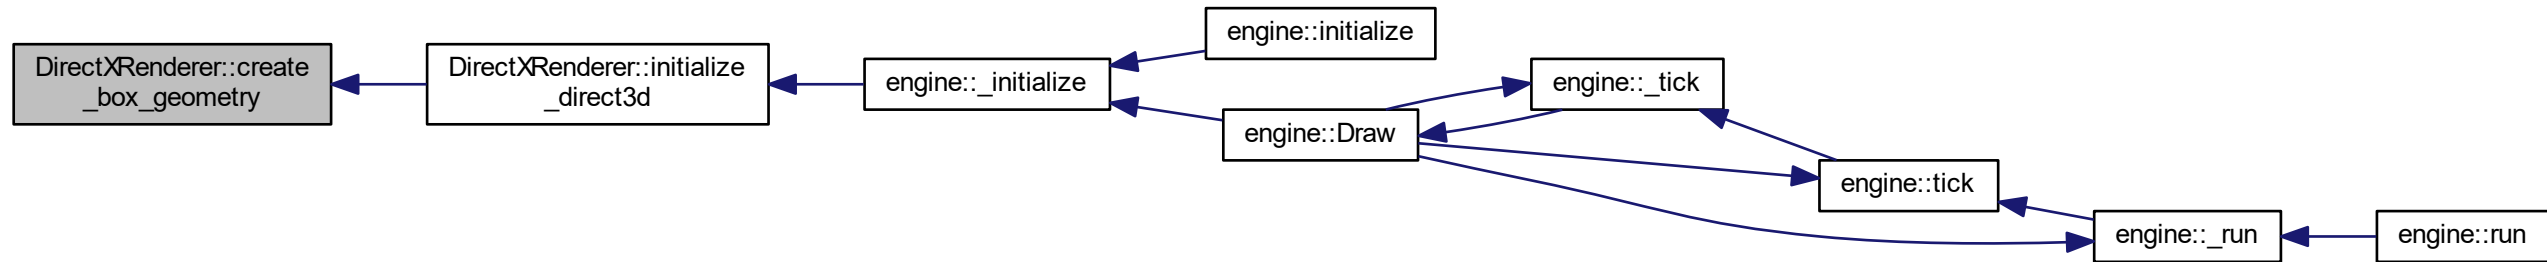 DirectXRenderer::create
_box_geometry
DirectXRenderer::initialize
_direct3d
engine::_initialize
engine::initialize
engine::Draw
engine::_tick
engine::tick
engine::_run
engine::run